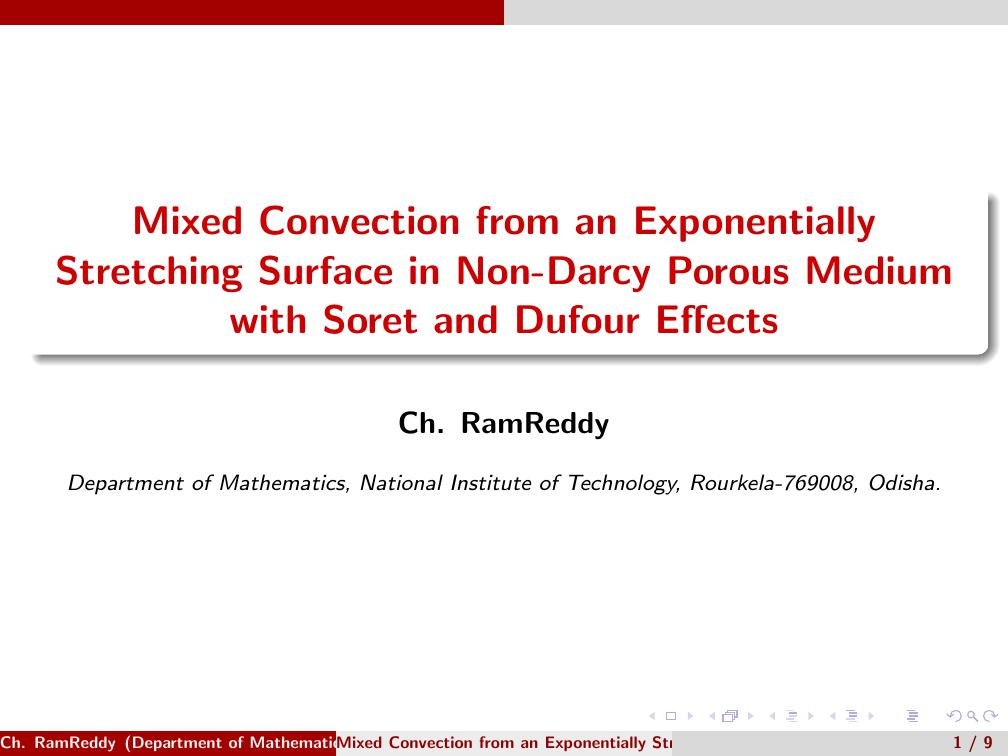 Mixed Convection from an Exponentially
Stretching Surface in Non-Darcy Porous Medium
with Soret and Dufour Effects
Ch. RamReddy
Department of Mathematics, National Institute of Technology, Rourkela-769008, Odisha.
Ch. RamReddy (Department of Mathemati
Mixed Convection from an Exponentially St
1 / 9